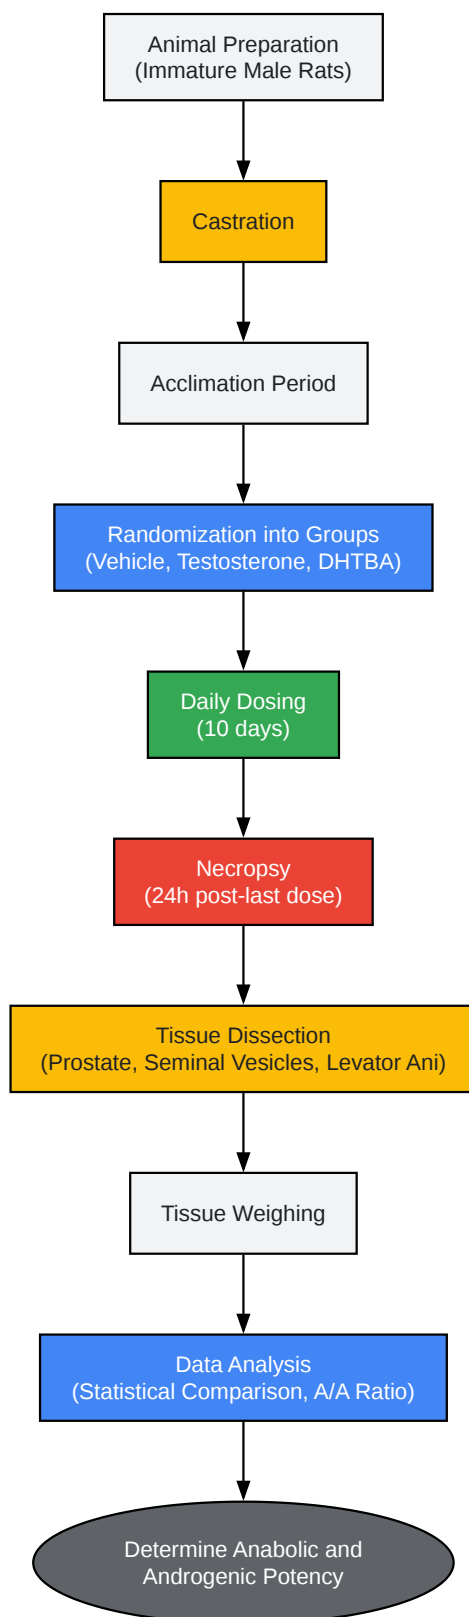 Animal Preparation
(Immature Male Rats)
Castration
Acclimation Period
Randomization into Groups
(Vehicle, Testosterone, DHTBA)
Daily Dosing
(10 days)
Necropsy
(24h post-last dose)
Tissue Dissection
(Prostate, Seminal Vesicles, Levator Ani)
Tissue Weighing
Data Analysis
(Statistical Comparison, A/A Ratio)
Determine Anabolic and
Androgenic Potency